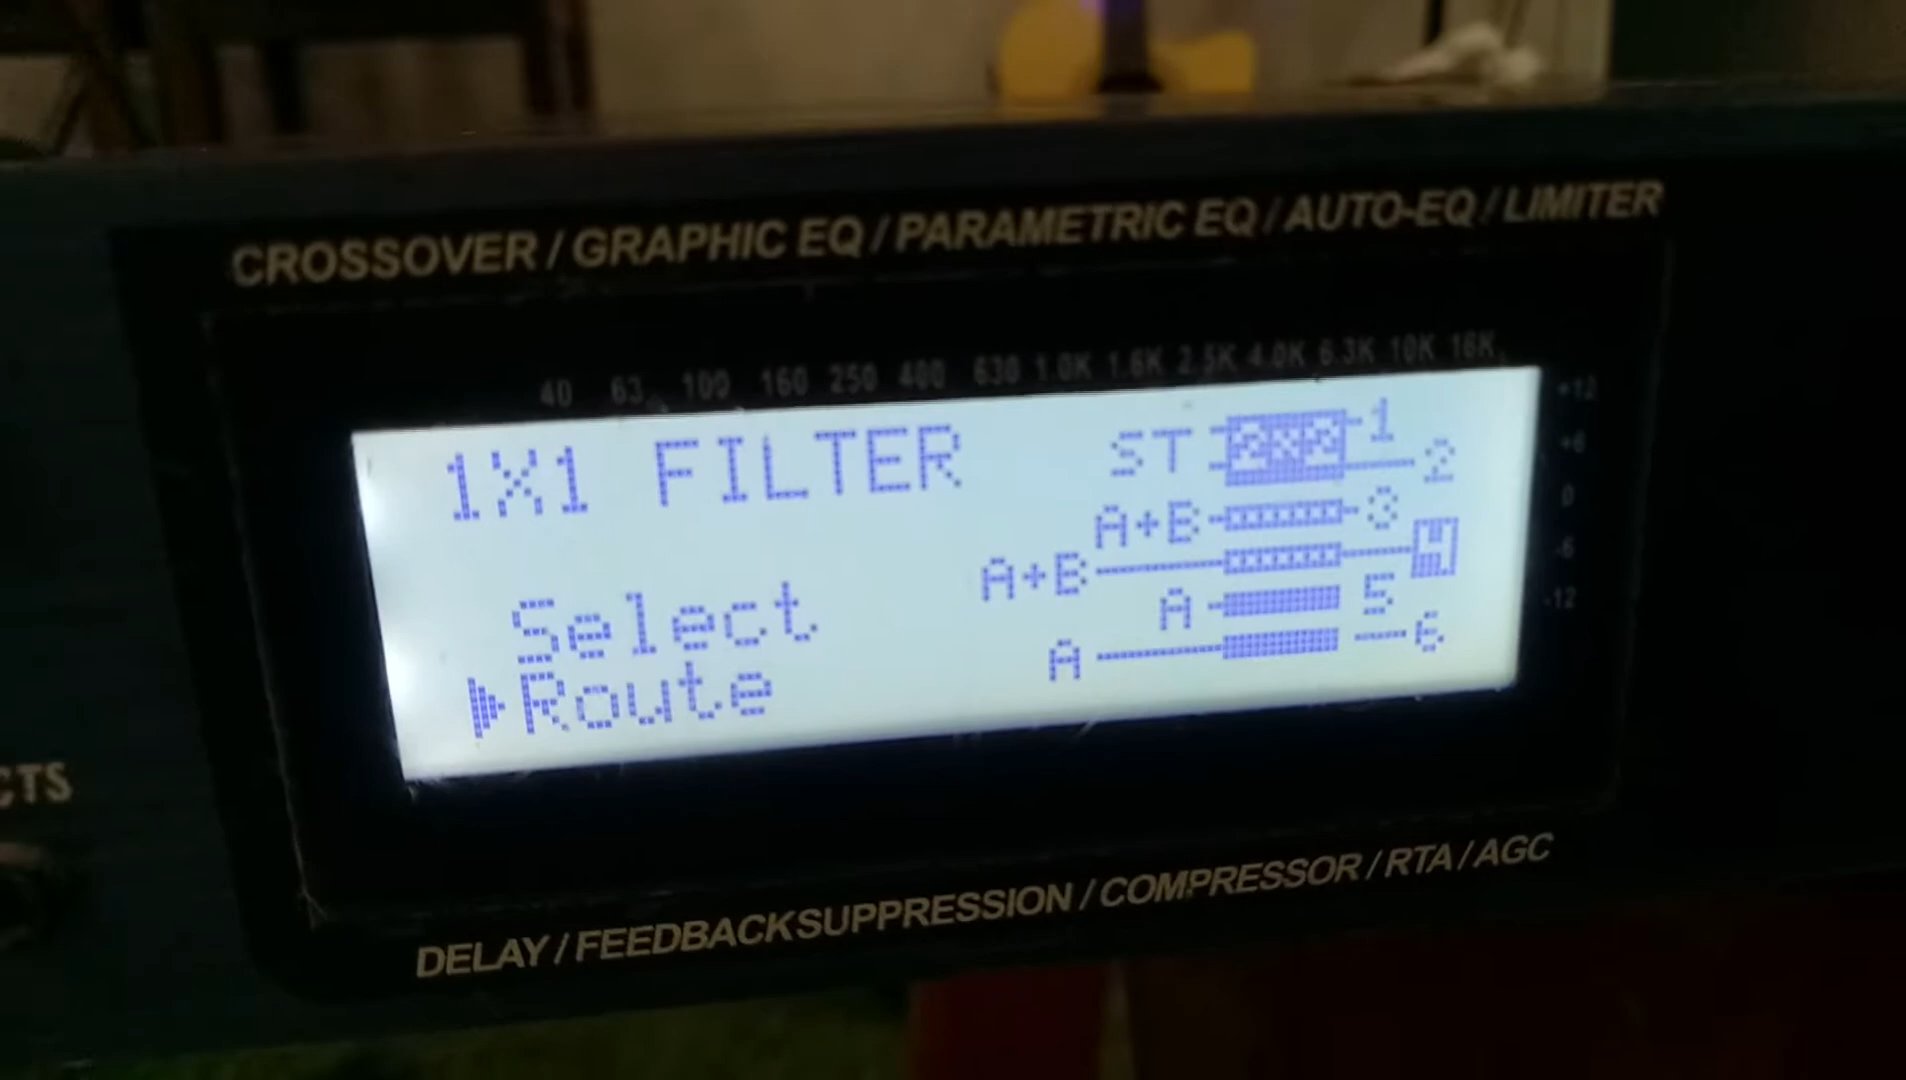 CROSSOVER / GRAPHIC EQ / PARAMETRIC EQ / AUTO-EQ / LIMITER
40 63 100 160 250 400 630 1.0K 1.6K 2.5K 4.0K 6.3K 10K 16K
+12
+6
0
-6
-12
1X1 FILTER
Select
Route
ST 1
2
A+B 3
A+B 4
A 5
A 6
CTS
DELAY / FEEDBACKSUPPRESSION / COMPRESSOR / RTA / AGC